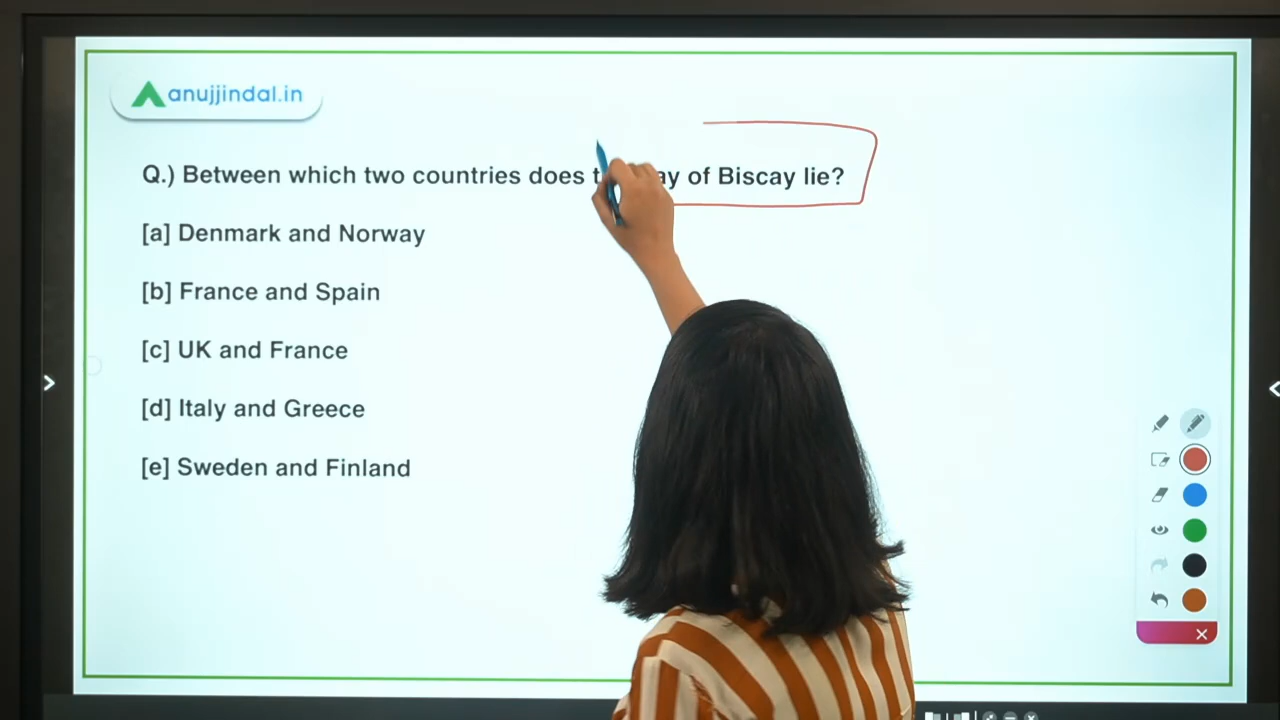 anujjindal.in
Q.) Between which two countries does of Biscay lie?
[a] Denmark and Norway
[b] France and Spain
[c] UK and France
[d] Italy and Greece
[e] Sweden and Finland